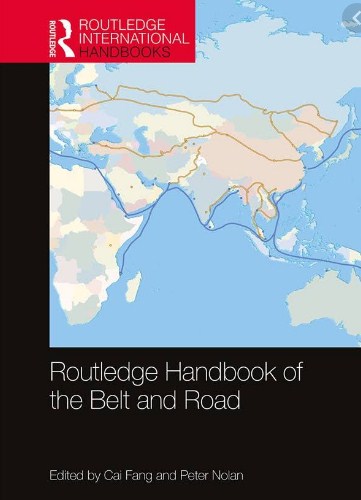 ROUTLEDGE
ROUTLEDGE
INTERNATIONAL
HANDBOOKS
Routledge Handbook of
the Belt and Road
Edited by Cai Fang and Peter Nolan